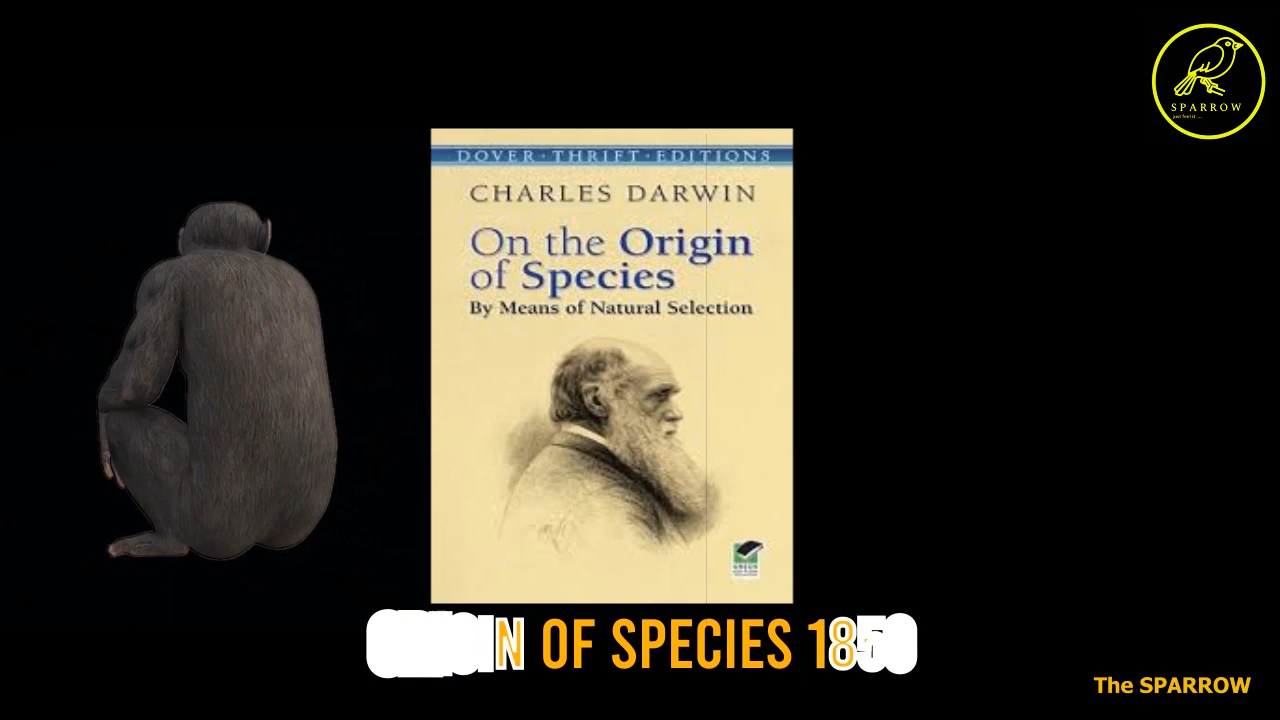 SPARROW
DOVER · THRIFT · EDITIONS
CHARLES DARWIN
On the Origin
of Species
By Means of Natural Selection
OF SPECIES
The SPARROW